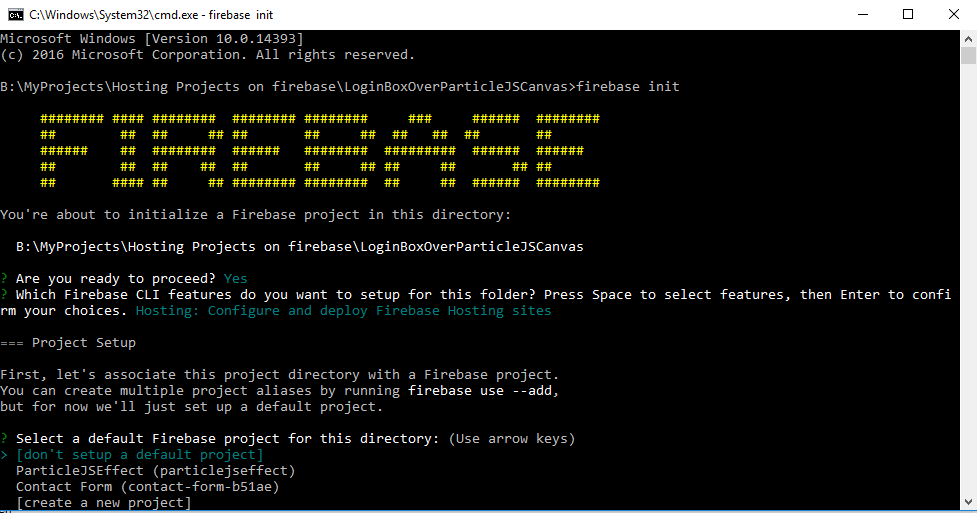 C:\Windows\System32\cmd.exe - firebase  init
Microsoft Windows [Version 10.0.14393]
(c) 2016 Microsoft Corporation. All rights reserved.
B:\MyProjects\Hosting Projects on firebase\LoginBoxOverParticleJSCanvas>firebase init
FIREBASE
You're about to initialize a Firebase project in this directory:
B:\MyProjects\Hosting Projects on firebase\LoginBoxOverParticleJSCanvas
? Are you ready to proceed? Yes
? Which Firebase CLI features do you want to setup for this folder? Press Space to select features, then Enter to confi
rm your choices. Hosting: Configure and deploy Firebase Hosting sites
=== Project Setup
First, let's associate this project directory with a Firebase project.
You can create multiple project aliases by running firebase use --add,
but for now we'll just set up a default project.
? Select a default Firebase project for this directory: (Use arrow keys)
> [don't setup a default project]
ParticleJSEffect (particlejseffect)
Contact Form (contact-form-b51ae)
[create a new project]